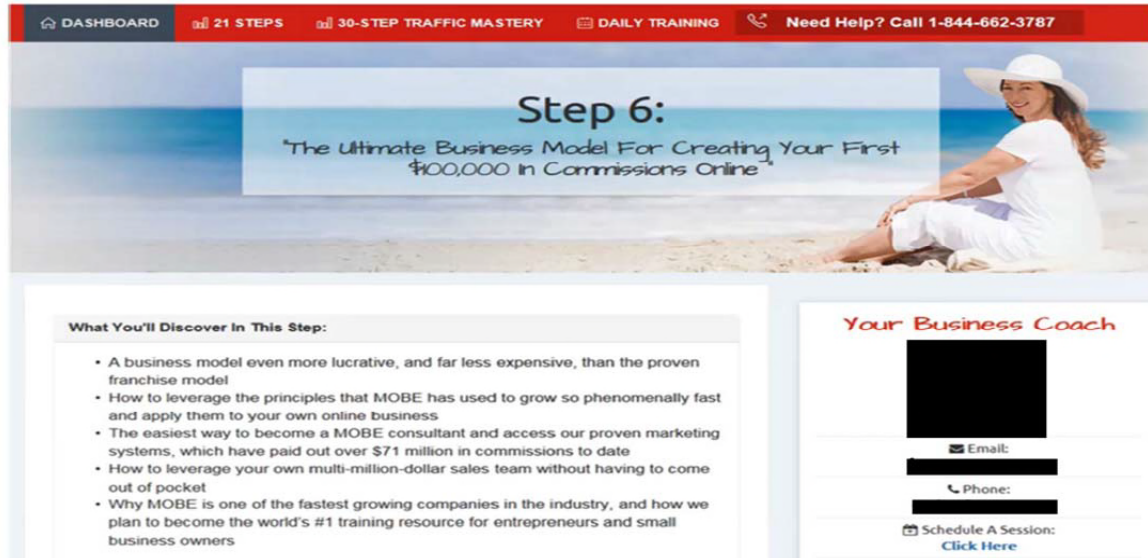 DASHBOARD
21 STEPS
30-STEP TRAFFIC MASTERY
DAILY TRAINING
Need Help? Call 1-844-662-3787
Step 6:
"The Ultimate Business Model For Creating Your First
$100,000 In Commissions Online"
What You'll Discover In This Step:
• A business model even more lucrative, and far less expensive, than the proven
franchise model
• How to leverage the principles that MOBE has used to grow so phenomenally fast
and apply them to your own online business
• The easiest way to become a MOBE consultant and access our proven marketing
systems, which have paid out over $71 million in commissions to date
• How to leverage your own multi-million-dollar sales team without having to come
out of pocket
• Why MOBE is one of the fastest growing companies in the industry, and how we
plan to become the world's #1 training resource for entrepreneurs and small
business owners
Your Business Coach
Email:
Phone:
Schedule A Session:
Click Here